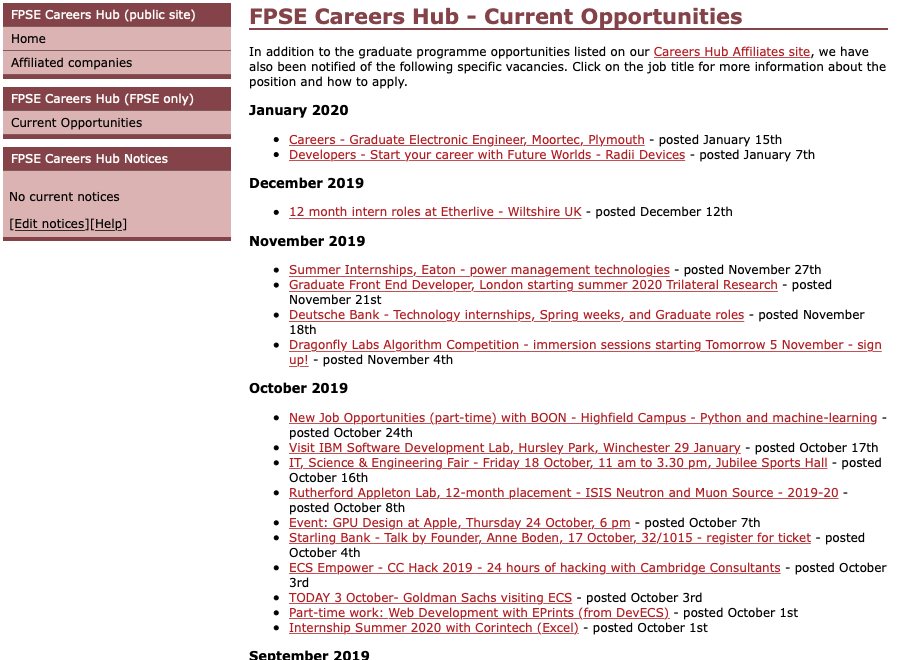 FPSE Careers Hub (public site)
Home
Affiliated companies
FPSE Careers Hub (FPSE only)
Current Opportunities
FPSE Careers Hub Notices
No current notices
[Edit notices][Help]
FPSE Careers Hub - Current Opportunities
In addition to the graduate programme opportunities listed on our Careers Hub Affiliates site, we have
also been notified of the following specific vacancies. Click on the job title for more information about the
position and how to apply.
January 2020
• Careers - Graduate Electronic Engineer, Moortec, Plymouth - posted January 15th
• Developers - Start your career with Future Worlds - Radii Devices - posted January 7th
December 2019
• 12 month intern roles at Etherlive - Wiltshire UK - posted December 12th
November 2019
• Summer Internships, Eaton - power management technologies - posted November 27th
• Graduate Front End Developer, London starting summer 2020 Trilateral Research - posted
November 21st
• Deutsche Bank - Technology internships, Spring weeks, and Graduate roles - posted November
18th
• Dragonfly Labs Algorithm Competition - immersion sessions starting Tomorrow 5 November - sign
up! - posted November 4th
October 2019
• New Job Opportunities (part-time) with BOON - Highfield Campus - Python and machine-learning -
posted October 24th
• Visit IBM Software Development Lab, Hursley Park, Winchester 29 January - posted October 17th
• IT, Science & Engineering Fair - Friday 18 October, 11 am to 3.30 pm, Jubilee Sports Hall - posted
October 16th
• Rutherford Appleton Lab, 12-month placement - ISIS Neutron and Muon Source - 2019-20 -
posted October 8th
• Event: GPU Design at Apple, Thursday 24 October, 6 pm - posted October 7th
• Starling Bank - Talk by Founder, Anne Boden, 17 October, 32/1015 - register for ticket - posted
October 4th
• ECS Empower - CC Hack 2019 - 24 hours of hacking with Cambridge Consultants - posted October
3rd
• TODAY 3 October- Goldman Sachs visiting ECS - posted October 3rd
• Part-time work: Web Development with EPrints (from DevECS) - posted October 1st
• Internship Summer 2020 with Corintech (Excel) - posted October 1st
September 2019